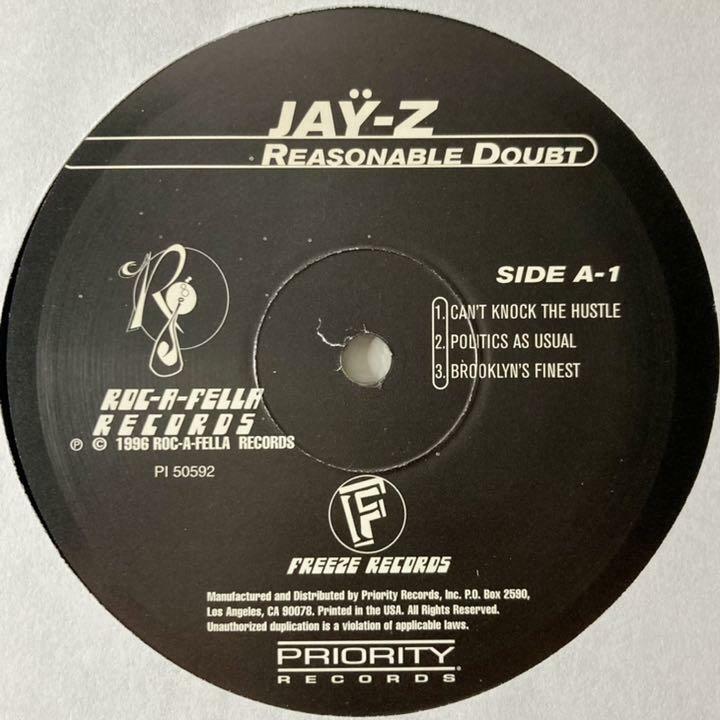 JAŸ-Z
REASONABLE DOUBT
SIDE A-1
1. CAN'T KNOCK THE HUSTLE
2. POLITICS AS USUAL
3. BROOKLYN'S FINEST
ROC-A-FELLA
RECORDS
℗ © 1996 ROC-A-FELLA RECORDS
PI 50592
F
FREEZE RECORDS
Manufactured and Distributed by Priority Records, Inc. P.O. Box 2590,
Los Angeles, CA 90078. Printed in the USA. All Rights Reserved.
Unauthorized duplication is a violation of applicable laws.
PRIORITY
RECORDS